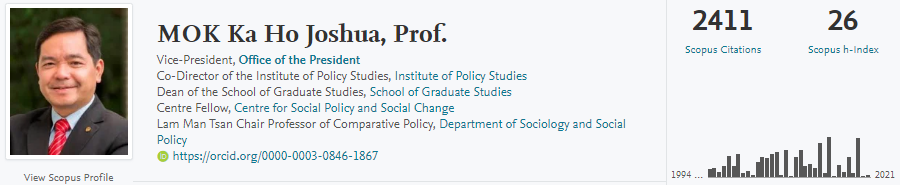 MOK Ka Ho Joshua, Prof.
Vice-President, Office of the President
Co-Director of the Institute of Policy Studies, Institute of Policy Studies
Dean of the School of Graduate Studies, School of Graduate Studies
Centre Fellow, Centre for Social Policy and Social Change
Lam Man Tsan Chair Professor of Comparative Policy, Department of Sociology and Social
Policy
iD https://orcid.org/0000-0003-0846-1867
View Scopus Profile
2411
Scopus Citations
26
Scopus h-Index
1994 ... 2021